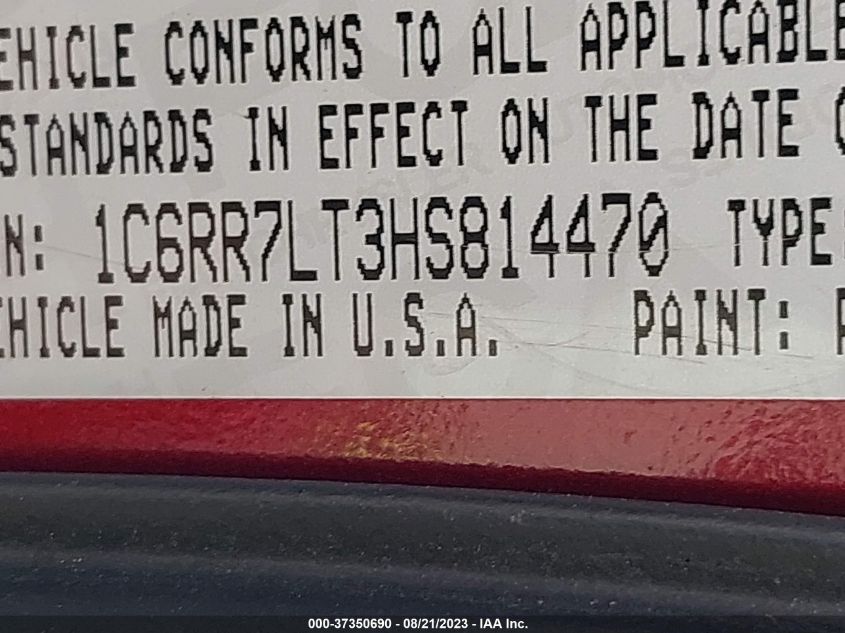 EHICLE CONFORMS TO ALL APPLICABLE
STANDARDS IN EFFECT ON THE DATE
N: 1C6RR7LT3HS814470 TYPE:
EHICLE MADE IN U.S.A. PAINT:
000-37350690 - 08/21/2023 - IAA Inc.